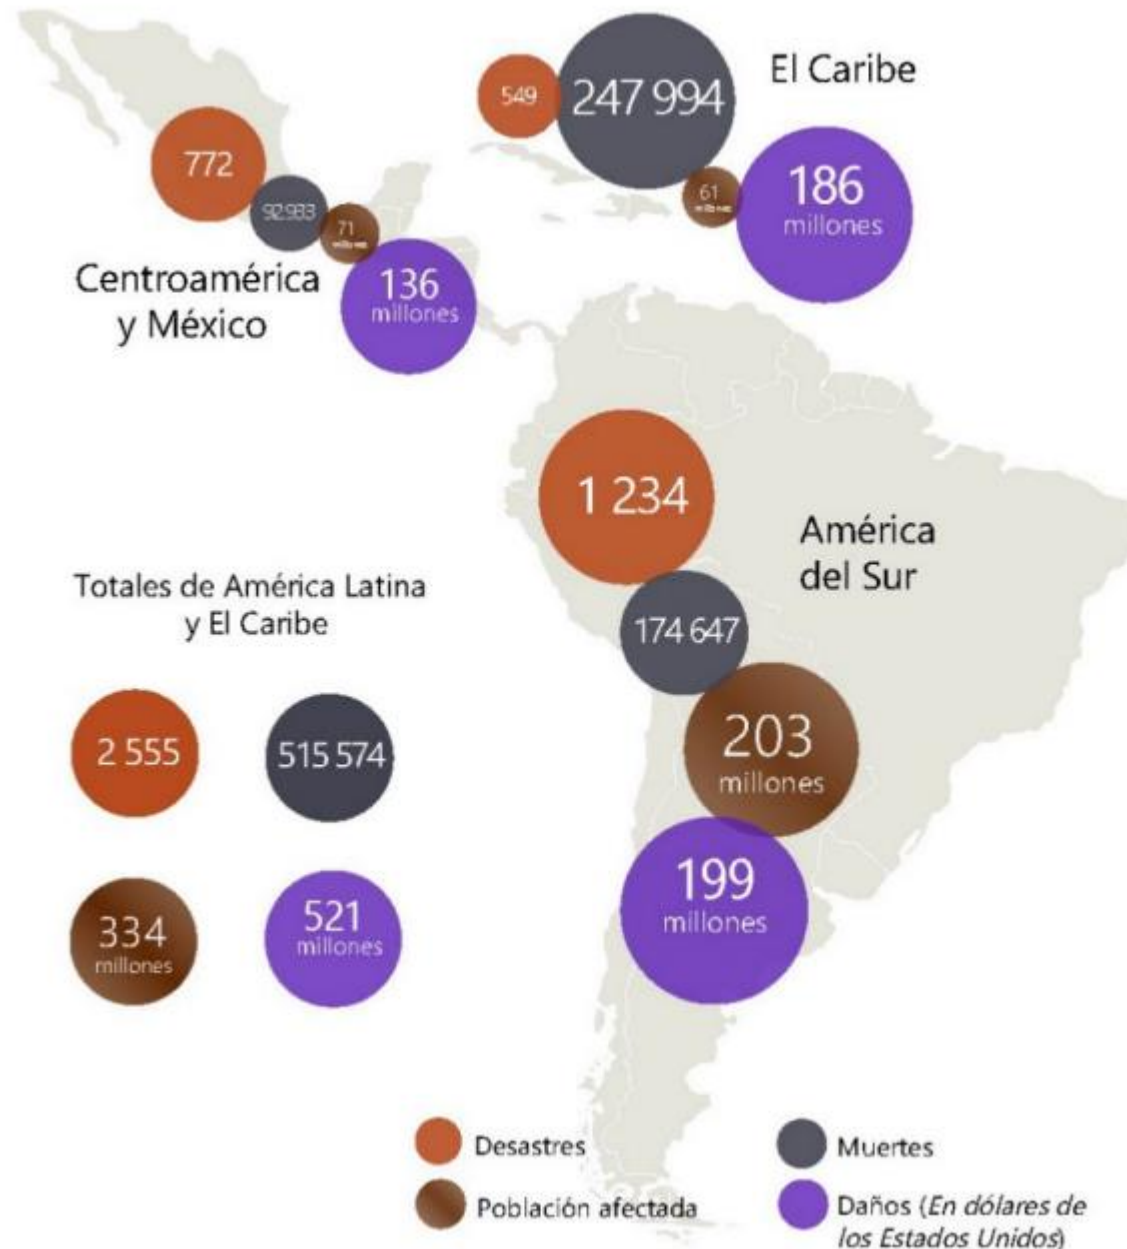 El Caribe
549
247 994
61
millones
186
millones
772
92 933
71
millones
136
millones
Centroamérica
y México
1 234
América
del Sur
174 647
203
millones
199
millones
Totales de América Latina
y El Caribe
2 555
515 574
334
millones
521
millones
Desastres
Muertes
Población afectada
Daños (En dólares de
los Estados Unidos)